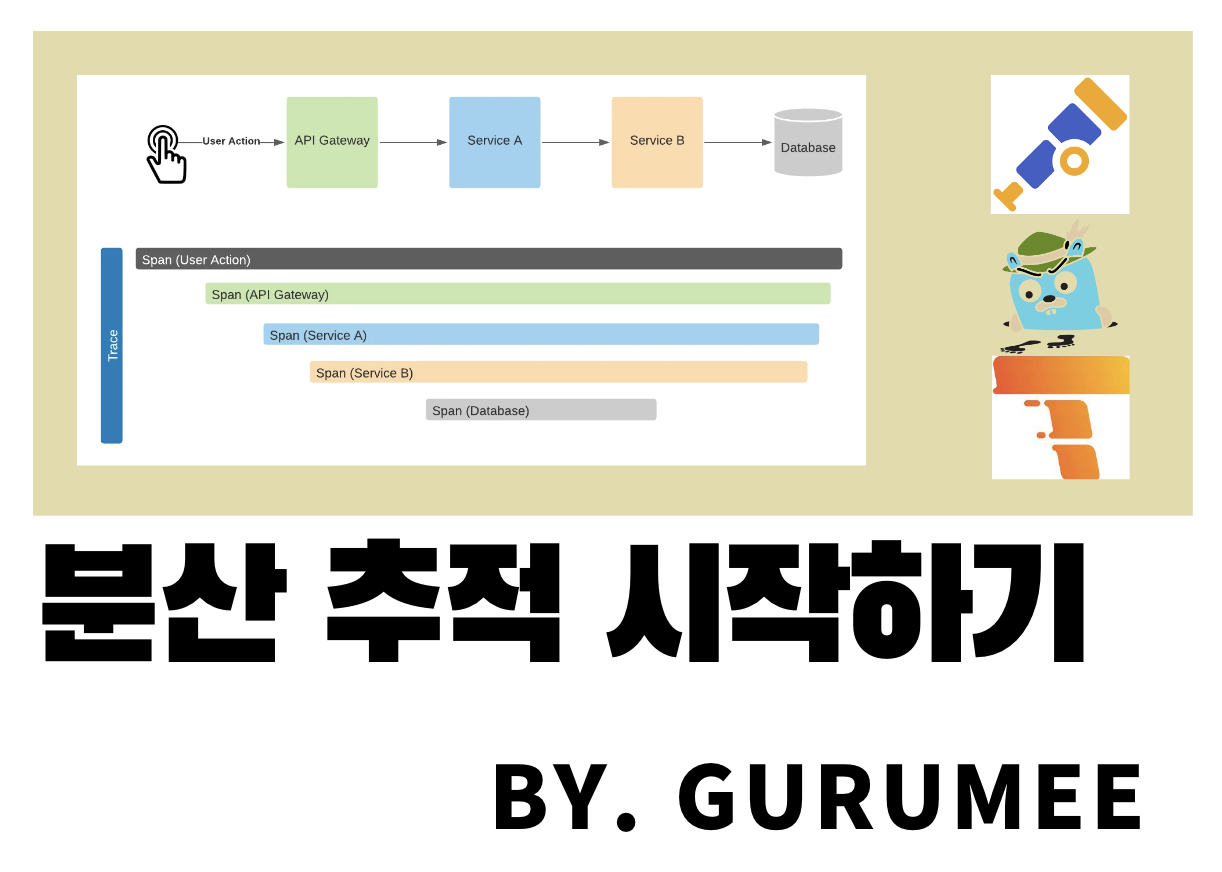 User Action
API Gateway
Service A
Service B
Database
Trace
Span (User Action)
Span (API Gateway)
Span (Service A)
Span (Service B)
Span (Database)
분산 추적 시작하기
BY. GURUMEE